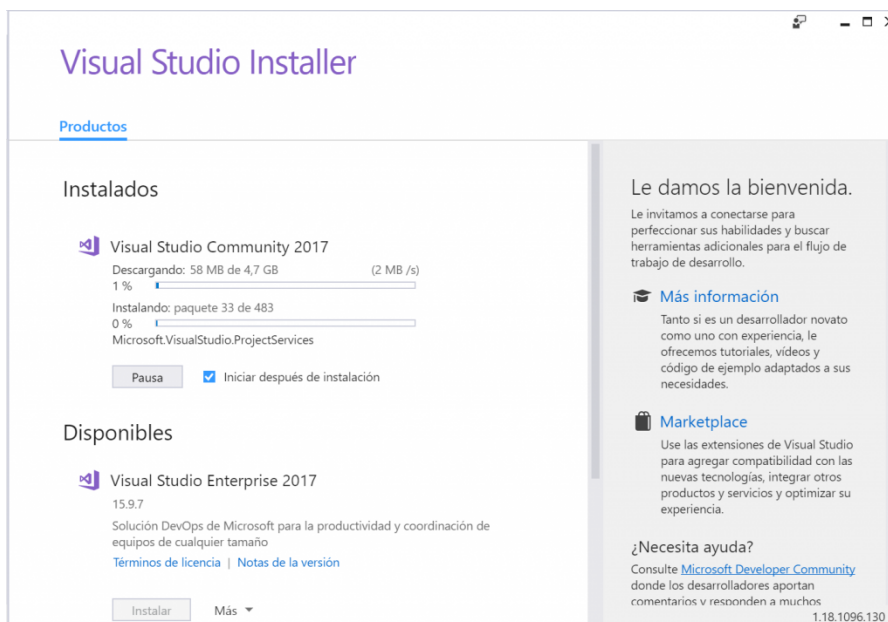 Visual Studio Installer
Productos
Instalados
Visual Studio Community 2017
Descargando: 58 MB de 4,7 GB (2 MB /s)
1 %
Instalando: paquete 33 de 483
0 %
Microsoft.VisualStudio.ProjectServices
Pausa Iniciar después de instalación
Disponibles
Visual Studio Enterprise 2017
15.9.7
Solución DevOps de Microsoft para la productividad y coordinación de
equipos de cualquier tamaño
Términos de licencia | Notas de la versión
Instalar Más
Le damos la bienvenida.
Le invitamos a conectarse para
perfeccionar sus habilidades y buscar
herramientas adicionales para el flujo de
trabajo de desarrollo.
Más información
Tanto si es un desarrollador novato
como uno con experiencia, le
ofrecemos tutoriales, vídeos y
código de ejemplo adaptados a sus
necesidades.
Marketplace
Use las extensiones de Visual Studio
para agregar compatibilidad con las
nuevas tecnologías, integrar otros
productos y servicios y optimizar su
experiencia.
¿Necesita ayuda?
Consulte Microsoft Developer Community
donde los desarrolladores aportan
comentarios y responden a muchos
1.18.1096.130